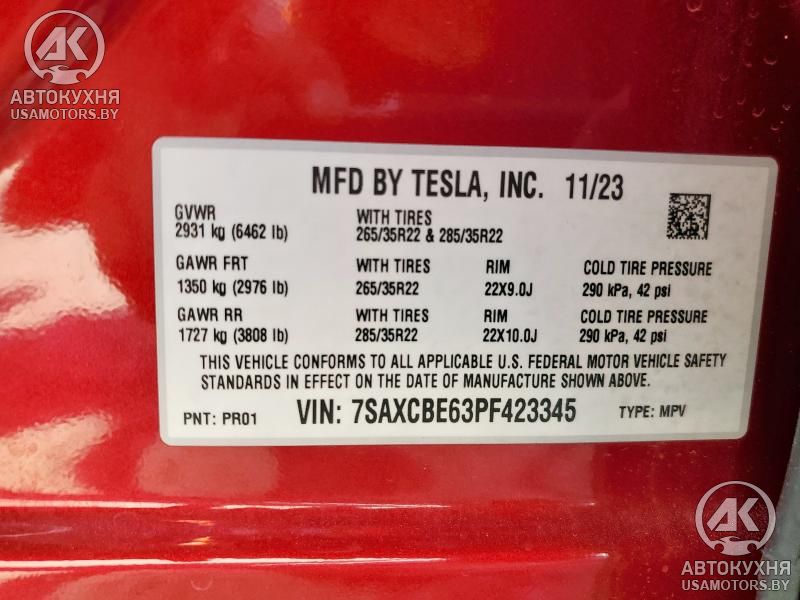 AK
АВТОКУХНЯ
USAMOTORS.BY
MFD BY TESLA, INC. 11/23
GVWR
2931 kg (6462 lb)
WITH TIRES
265/35R22 & 285/35R22
GAWR FRT
1350 kg (2976 lb)
WITH TIRES
265/35R22
RIM
22X9.0J
COLD TIRE PRESSURE
290 kPa, 42 psi
GAWR RR
1727 kg (3808 lb)
WITH TIRES
285/35R22
RIM
22X10.0J
COLD TIRE PRESSURE
290 kPa, 42 psi
THIS VEHICLE CONFORMS TO ALL APPLICABLE U.S. FEDERAL MOTOR VEHICLE SAFETY
STANDARDS IN EFFECT ON THE DATE OF MANUFACTURE SHOWN ABOVE.
PNT: PR01 VIN: 7SAXCBE63PF423345 TYPE: MPV
AK
АВТОКУХНЯ
USAMOTORS.BY